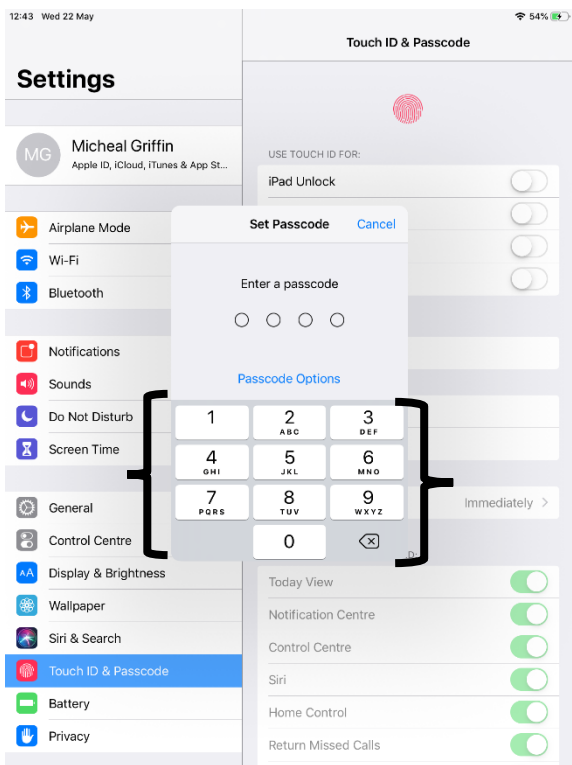 12:43 Wed 22 May
54%
Settings
MG
Micheal Griffin
Apple ID, iCloud, iTunes & App St...
Airplane Mode
Wi-Fi
Bluetooth
Notifications
Sounds
Do Not Disturb
Screen Time
General
Control Centre
AA
Display & Brightness
Wallpaper
Siri & Search
Touch ID & Passcode
Battery
Privacy
Touch ID & Passcode
USE TOUCH ID FOR:
iPad Unlock
Set Passcode Cancel
Enter a passcode
Passcode Options
1 2 3
ABC DEF
4 5 6
GHI JKL MNO
7 8 9
PQRS TUV WXYZ
0
Immediately
D:
Today View
Notification Centre
Control Centre
Siri
Home Control
Return Missed Calls